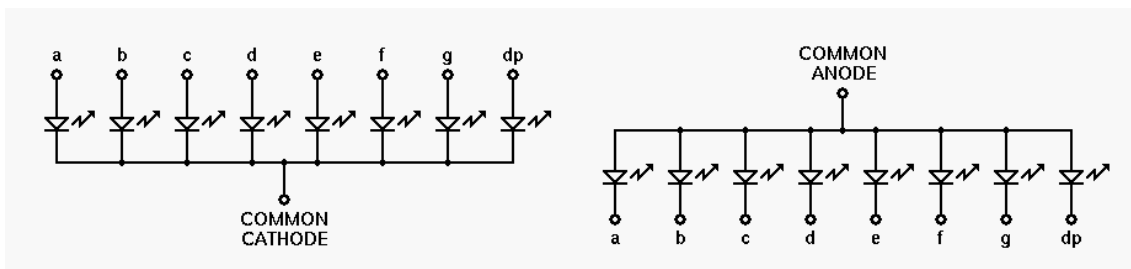 a b c d e f g dp
COMMON
CATHODE
COMMON
ANODE
a b c d e f g dp